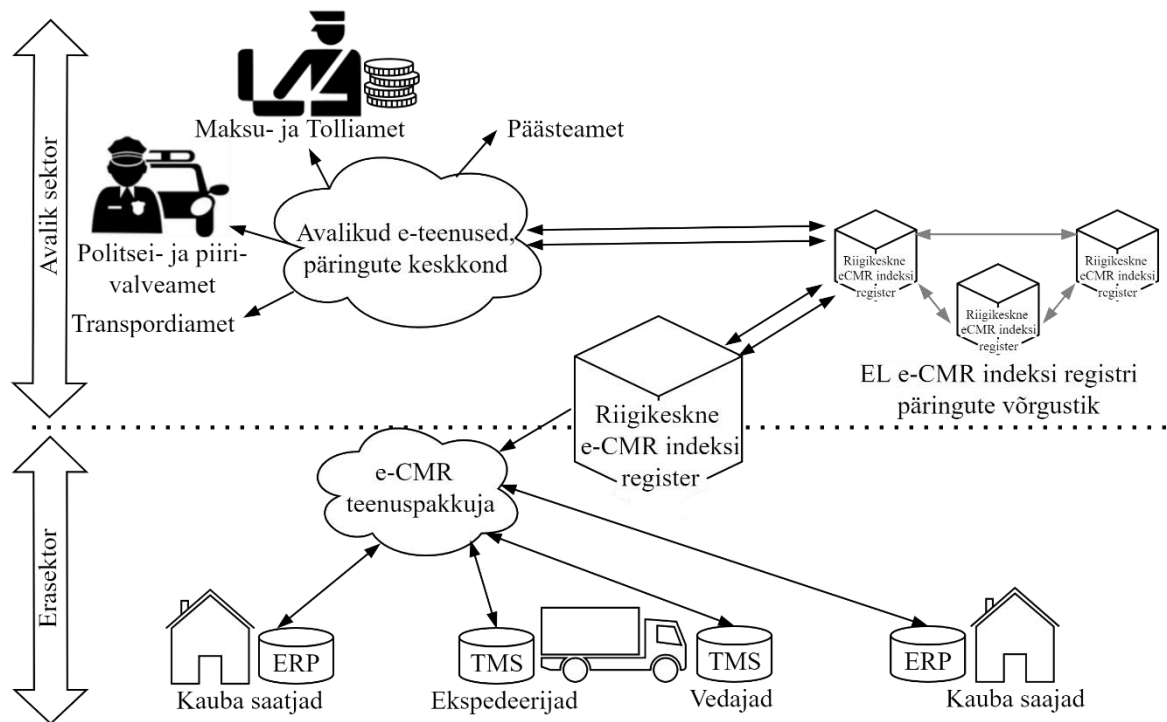 Avalik sektor
Maksu- ja Tolliamet
Päästeamet
Politsei- ja piiri-
valveamet
Transpordiamet
Avalikud e-teenused,
päringute keskkond
Riigikeskne
eCMR indeksi
register
Riigikeskne
eCMR indeksi
register
Riigikeskne
eCMR indeksi
register
EL e-CMR indeksi registri
päringute võrgustik
Riigikeskne
e-CMR indeksi
register
Erasektor
e-CMR
teenuspakkuja
ERP
TMS
TMS
ERP
Kauba saatjad
Ekspedeerijad
Vedajad
Kauba saajad